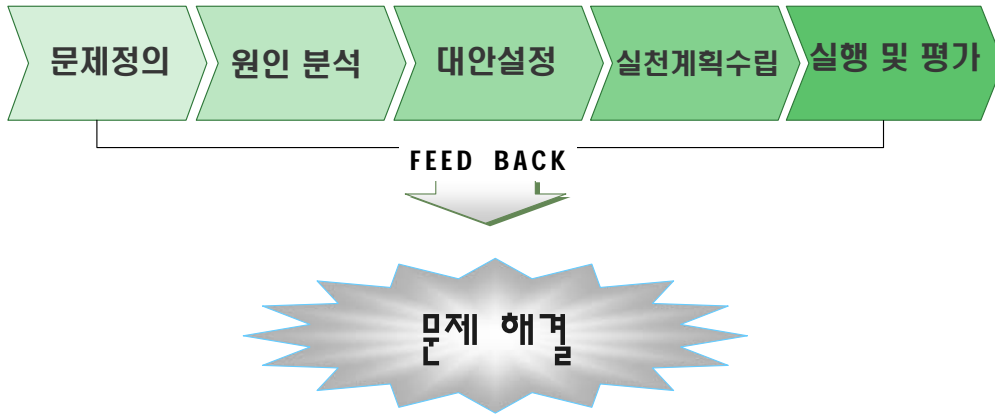 문제정의
원인 분석
대안설정
실천계획수립
실행 및 평가
FEED BACK
문제 해결